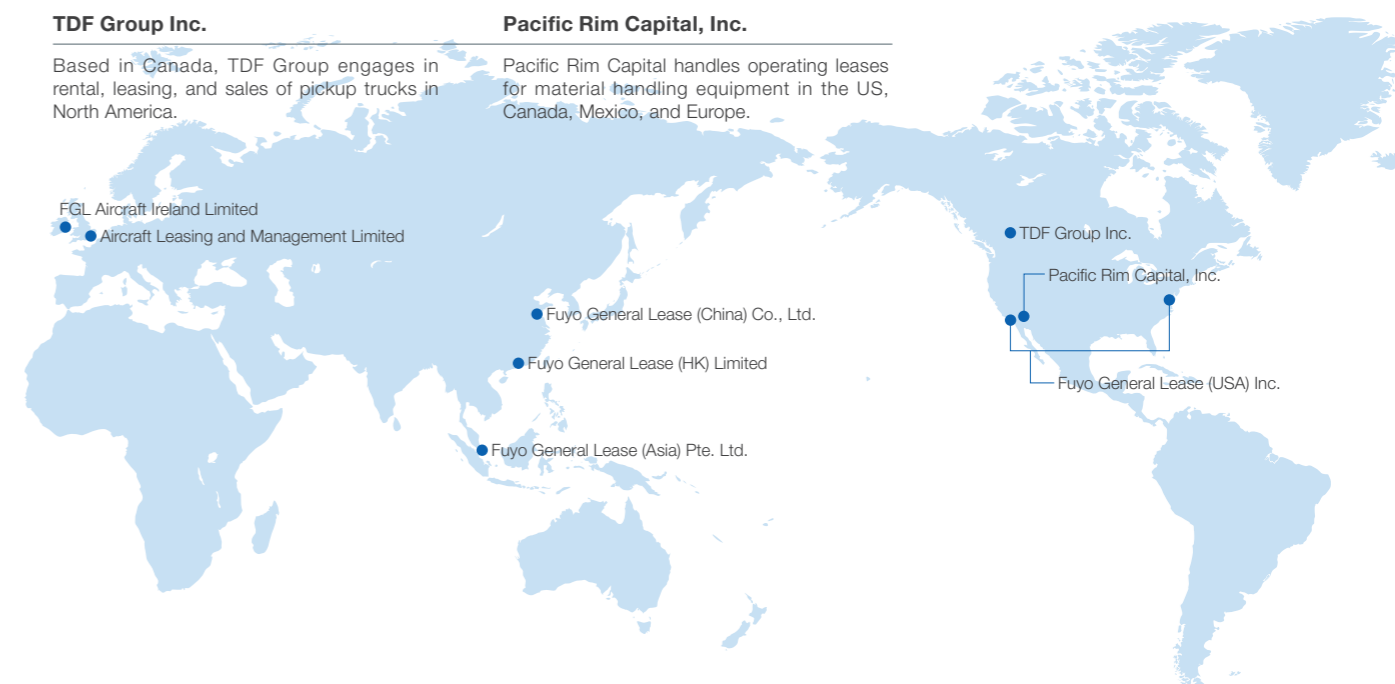 TDF Group Inc.
Based in Canada, TDF Group engages in
rental, leasing, and sales of pickup trucks in
North America.
Pacific Rim Capital, Inc.
Pacific Rim Capital handles operating leases
for material handling equipment in the US,
Canada, Mexico, and Europe.
FGL Aircraft Ireland Limited
Aircraft Leasing and Management Limited
Fuyo General Lease (China) Co., Ltd.
Fuyo General Lease (HK) Limited
Fuyo General Lease (Asia) Pte. Ltd.
TDF Group Inc.
Pacific Rim Capital, Inc.
Fuyo General Lease (USA) Inc.